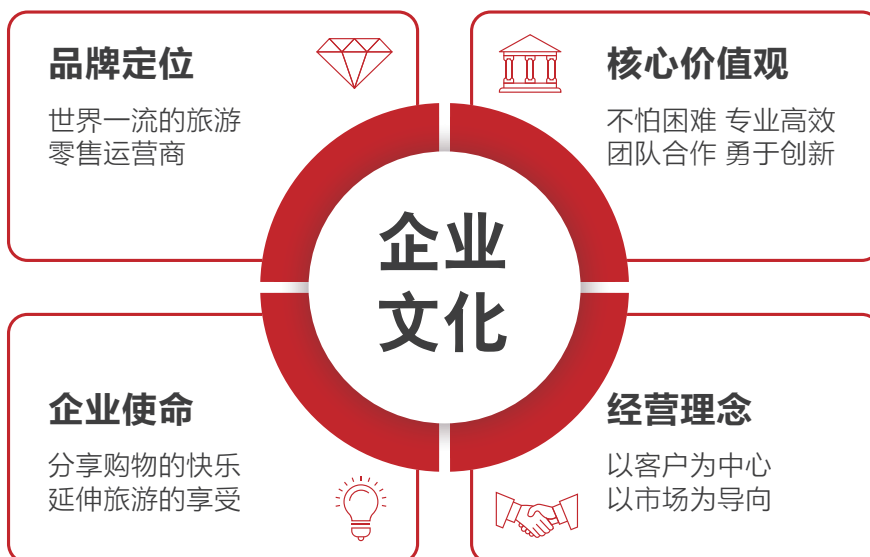 品牌定位
世界一流的旅游
零售运营商
核心价值观
不怕困难 专业高效
团队合作 勇于创新
企业
文化
企业使命
分享购物的快乐
延伸旅游的享受
经营理念
以客户为中心
以市场为导向